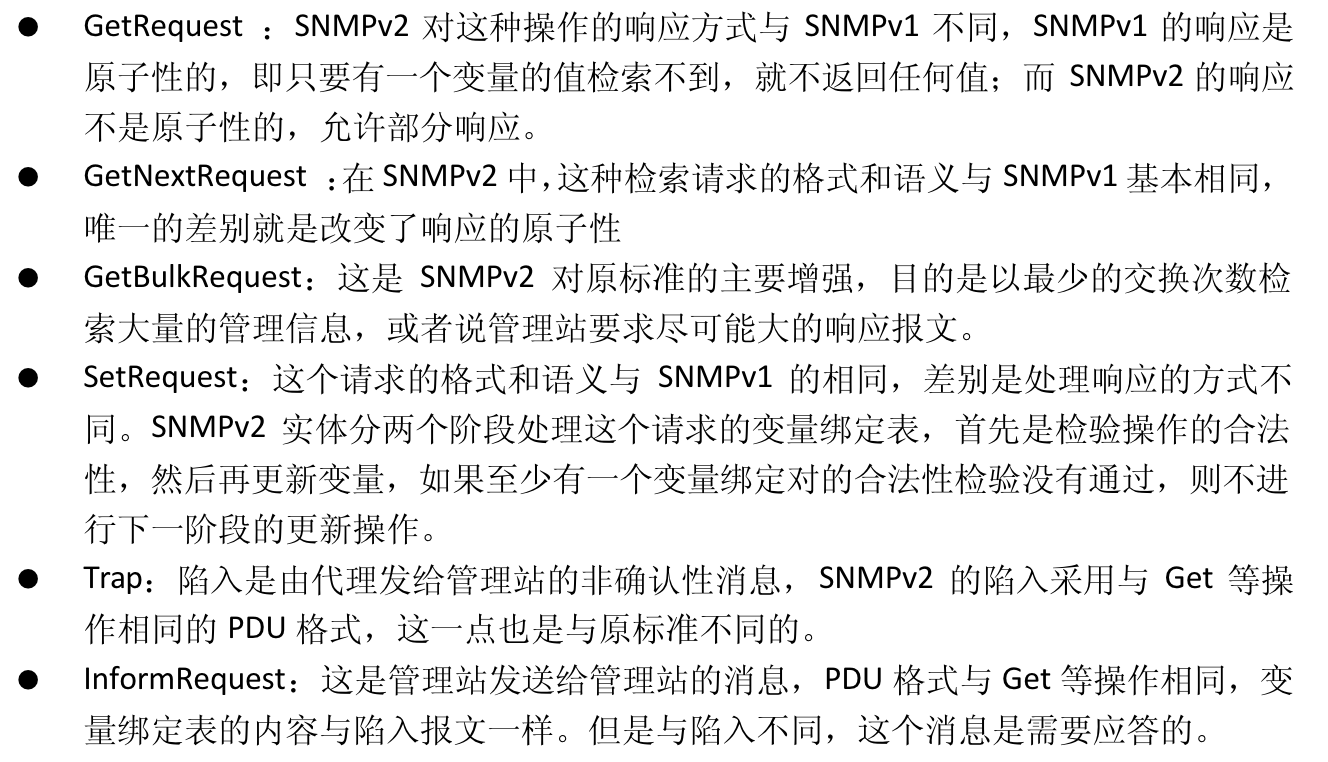 ● GetRequest ：SNMPv2 对这种操作的响应方式与 SNMPv1 不同，SNMPv1 的响应是
原子性的，即只要有一个变量的值检索不到，就不返回任何值；而 SNMPv2 的响应
不是原子性的，允许部分响应。
● GetNextRequest ：在 SNMPv2 中，这种检索请求的格式和语义与 SNMPv1 基本相同，
唯一的差别就是改变了响应的原子性
● GetBulkRequest：这是 SNMPv2 对原标准的主要增强，目的是以最少的交换次数检
索大量的管理信息，或者说管理站要求尽可能大的响应报文。
● SetRequest：这个请求的格式和语义与 SNMPv1 的相同，差别是处理响应的方式不
同。SNMPv2 实体分两个阶段处理这个请求的变量绑定表，首先是检验操作的合法
性，然后再更新变量，如果至少有一个变量绑定对的合法性检验没有通过，则不进
行下一阶段的更新操作。
● Trap：陷入是由代理发给管理站的非确认性消息，SNMPv2 的陷入采用与 Get 等操
作相同的 PDU 格式，这一点也是与原标准不同的。
● InformRequest：这是管理站发送给管理站的消息，PDU 格式与 Get 等操作相同，变
量绑定表的内容与陷入报文一样。但是与陷入不同，这个消息是需要应答的。